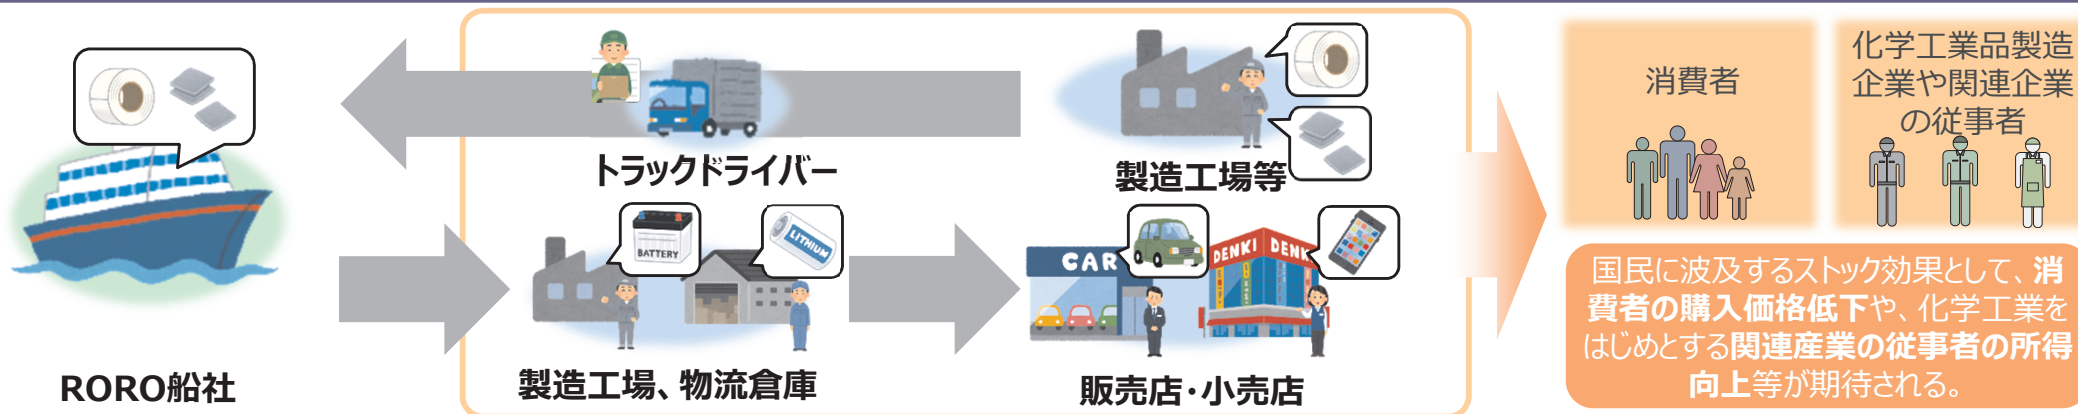 トラックドライバー
製造工場等
BATTERY
LITHIUM
CAR
DENKI DENK
RORO船社
製造工場、物流倉庫
販売店・小売店
消費者
化学工業品製造
企業や関連企業
の従事者
国民に波及するストック効果として、消
費者の購入価格低下や、化学工業を
はじめとする関連産業の従事者の所得
向上等が期待される。